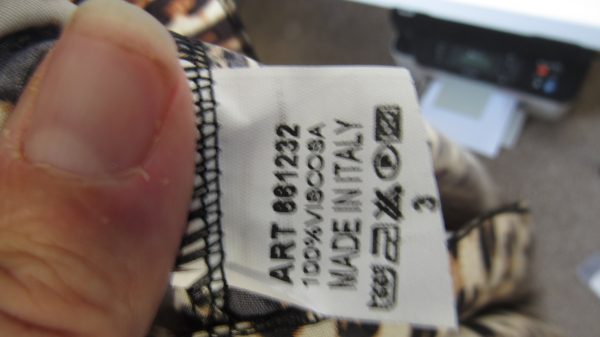 ART 661232
100%VISCOSA
MADE IN ITALY
3